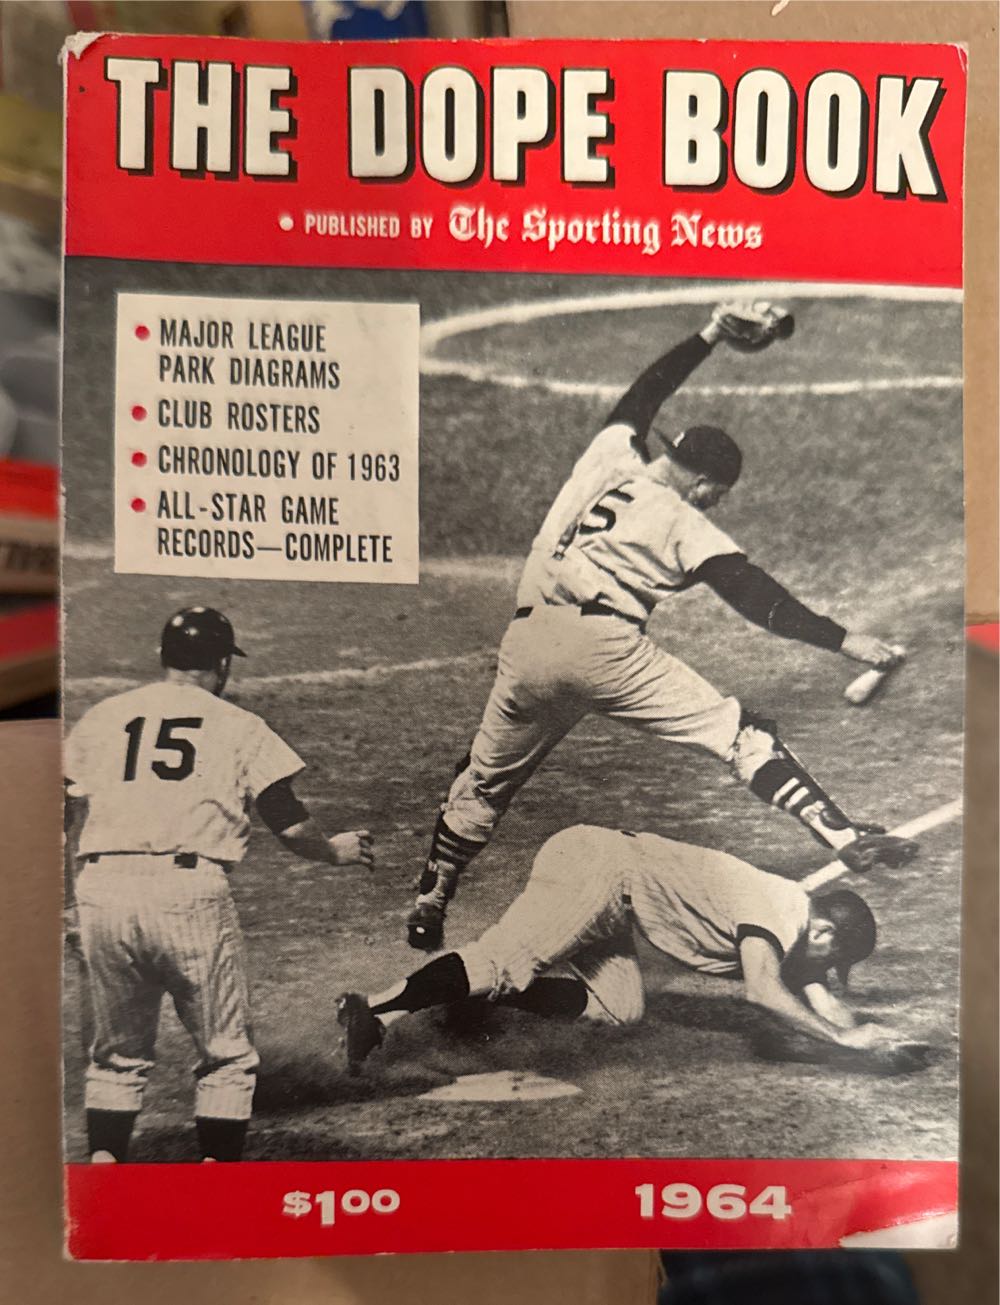 THE DOPE BOOK
• PUBLISHED BY The Sporting News
• MAJOR LEAGUE
PARK DIAGRAMS
• CLUB ROSTERS
• CHRONOLOGY OF 1963
• ALL-STAR GAME
RECORDS—COMPLETE
5
15
$1.00
1964